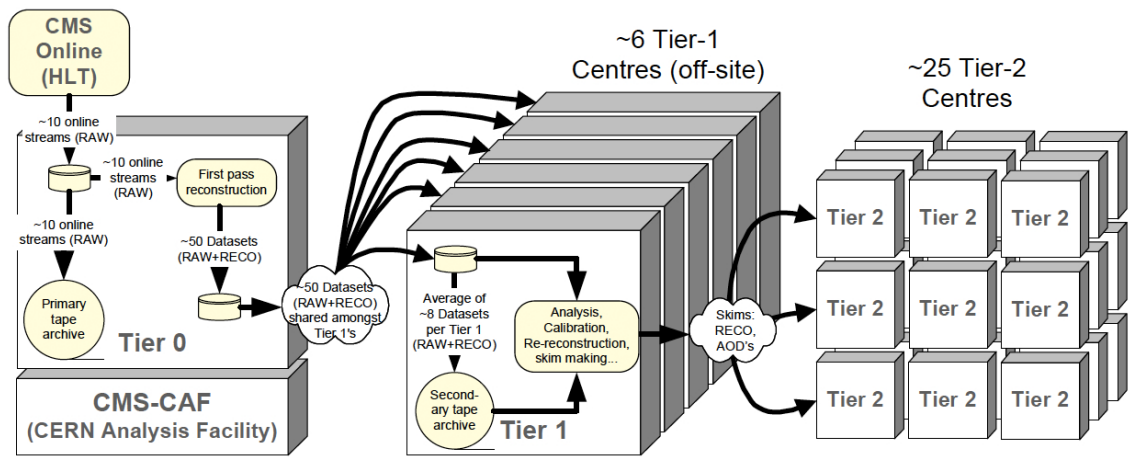 CMS
Online
(HLT)
~10 online
streams (RAW)
~10 online
streams
(RAW)
First pass
reconstruction
~10 online
streams (RAW)
~50 Datasets
(RAW+RECO)
Primary
tape
archive
Tier 0
CMS-CAF
(CERN Analysis Facility)
~50 Datasets
(RAW+RECO)
shared amongst
Tier 1's
~6 Tier-1
Centres (off-site)
Average of
~8 Datasets
per Tier 1
(RAW+RECO)
Analysis,
Calibration,
Re-reconstruction,
skim making...
Second-
ary tape
archive
Tier 1
Skims:
RECO,
AOD's
~25 Tier-2
Centres
Tier 2
Tier 2
Tier 2
Tier 2
Tier 2
Tier 2
Tier 2
Tier 2
Tier 2